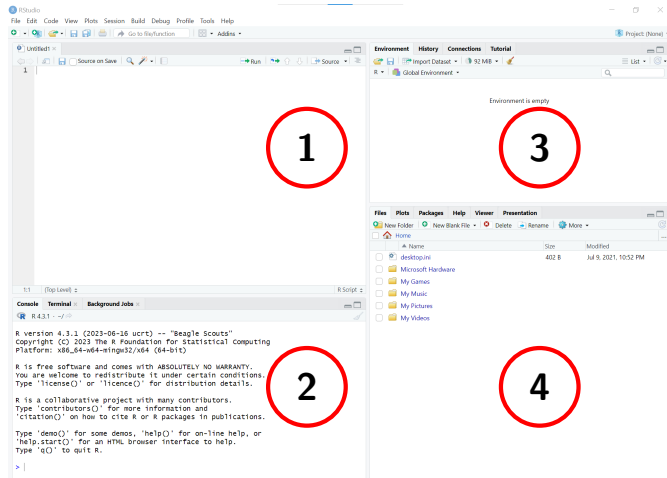 RStudio
File Edit Code View Plots Session Build Debug Profile Tools Help
Go to file/function Addins Project: (None)
Untitled1
Source on Save Run Source
1
1
1:1 (Top Level) R Script
Console Terminal Background Jobs
R 4.3.1 · ~/
R version 4.3.1 (2023-06-16 ucrt) -- "Beagle Scouts"
Copyright (C) 2023 The R Foundation for Statistical Computing
Platform: x86_64-w64-mingw32/x64 (64-bit)
R is free software and comes with ABSOLUTELY NO WARRANTY.
You are welcome to redistribute it under certain conditions.
Type 'license()' or 'licence()' for distribution details.
R is a collaborative project with many contributors.
Type 'contributors()' for more information and
'citation()' on how to cite R or R packages in publications.
Type 'demo()' for some demos, 'help()' for on-line help, or
'help.start()' for an HTML browser interface to help.
Type 'q()' to quit R.
>
2
Environment History Connections Tutorial
Import Dataset 92 MiB List
R Global Environment
Environment is empty
3
Files Plots Packages Help Viewer Presentation
New Folder New Blank File Delete Rename More
Home
Name Size Modified
desktop.ini 402 B Jul 9, 2021, 10:52 PM
Microsoft Hardware
My Games
My Music
My Pictures
My Videos
4